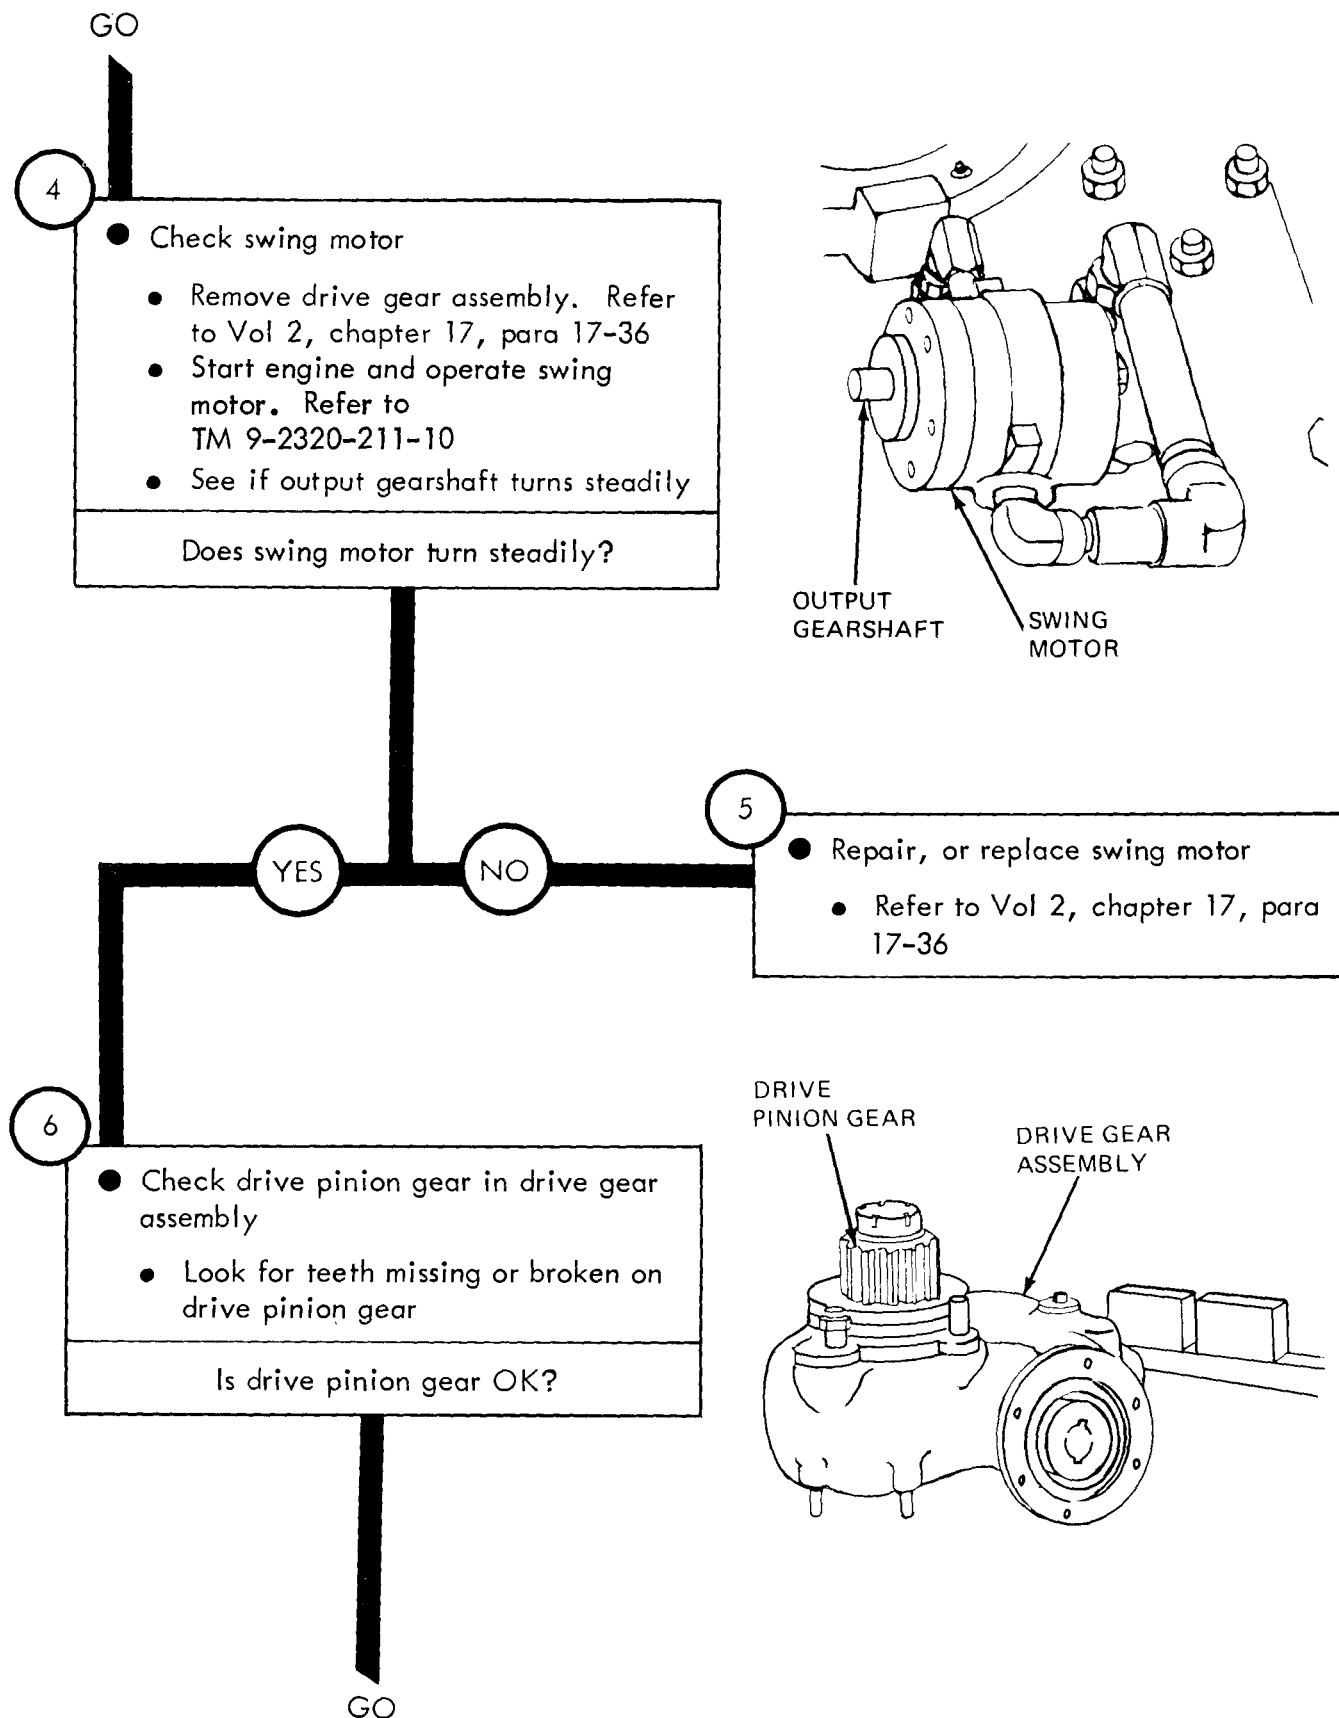 GO
4
● Check swing motor
● Remove drive gear assembly. Refer
to Vol 2, chapter 17, para 17-36
● Start engine and operate swing
motor. Refer to
TM 9-2320-211-10
● See if output gearshaft turns steadily
Does swing motor turn steadily?
OUTPUT
GEARSHAFT
SWING
MOTOR
YES
NO
5
● Repair, or replace swing motor
● Refer to Vol 2, chapter 17, para
17-36
6
● Check drive pinion gear in drive gear
assembly
● Look for teeth missing or broken on
drive pinion gear
Is drive pinion gear OK?
DRIVE
PINION GEAR
DRIVE GEAR
ASSEMBLY
GO